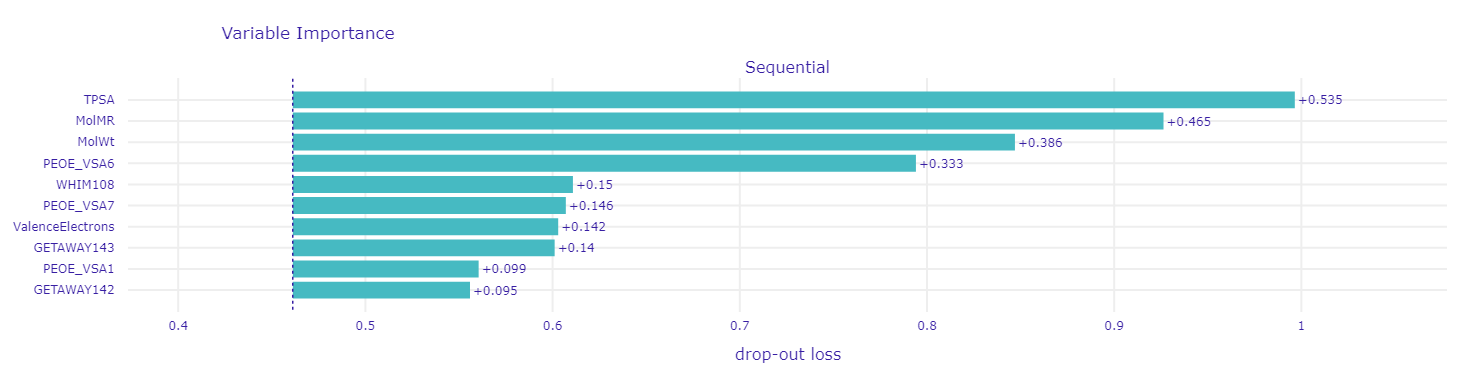 Variable Importance
Sequential
TPSA +0.535
MolMR +0.465
MolWt +0.386
PEOE_VSA6 +0.333
WHIM108 +0.15
PEOE_VSA7 +0.146
ValenceElectrons +0.142
GETAWAY143 +0.14
PEOE_VSA1 +0.099
GETAWAY142 +0.095
0.4 0.5 0.6 0.7 0.8 0.9 1
drop-out loss